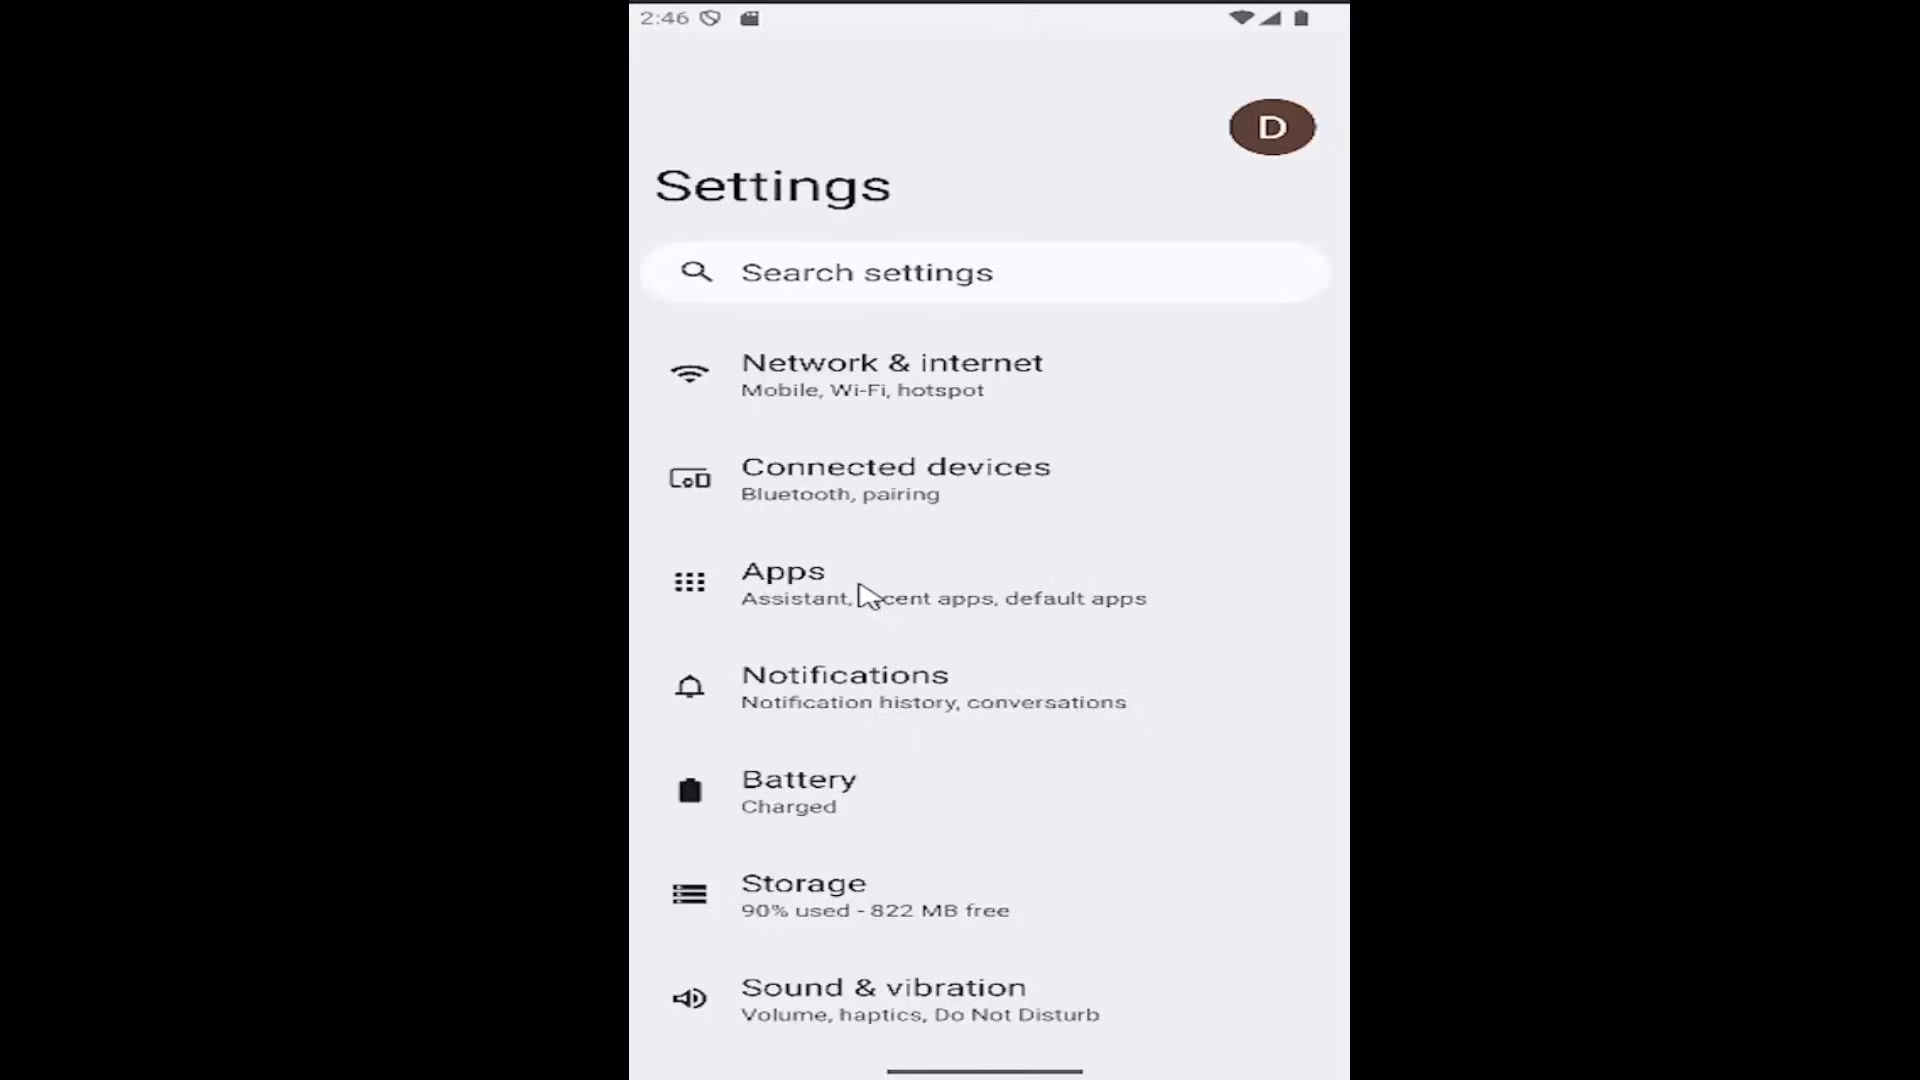 2:46
D
Settings
Search settings
Network & internet
Mobile, Wi-Fi, hotspot
Connected devices
Bluetooth, pairing
Apps
Assistant, cent apps, default apps
Notifications
Notification history, conversations
Battery
Charged
Storage
90% used - 822 MB free
Sound & vibration
Volume, haptics, Do Not Disturb